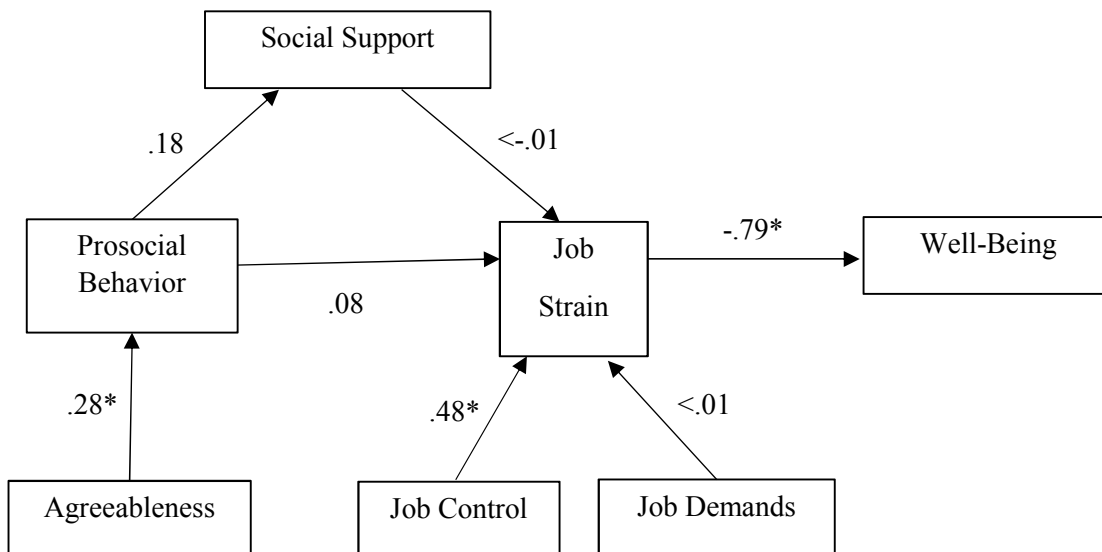 Social Support
.18
<-.01
Prosocial
Behavior
.08
Job
Strain
-.79*
Well-Being
.28*
.48*
<.01
Agreeableness
Job Control
Job Demands